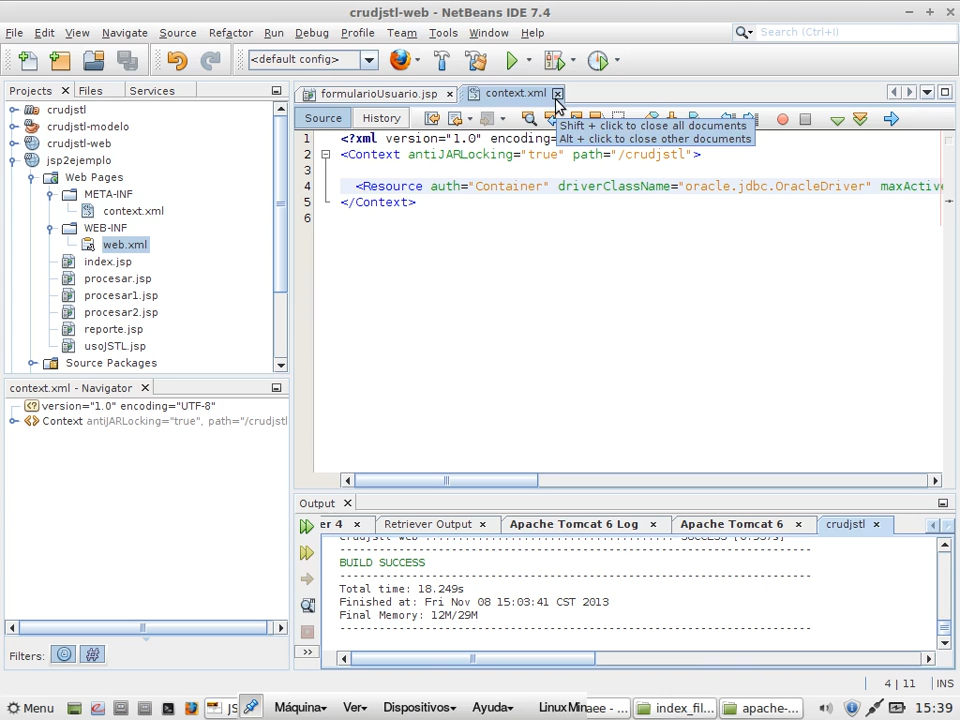 crudjstl-web - NetBeans IDE 7.4
File Edit View Navigate Source Refactor Run Debug Profile Team Tools Window Help
Search (Ctrl+I)
<default config>
Projects Files Services
formularioUsuario.jsp context.xml
crudjstl
crudjstl-modelo
crudjstl-web
jsp2ejemplo
Web Pages
META-INF
context.xml
WEB-INF
web.xml
index.jsp
procesar.jsp
procesar1.jsp
procesar2.jsp
reporte.jsp
usoJSTL.jsp
Source Packages
Source History
Shift + click to close all documents
Alt + click to close other documents
1 <?xml version="1.0" encoding=
2 <Context antiJARLocking="true" path="/crudjstl">
3
4 <Resource auth="Container" driverClassName="oracle.jdbc.OracleDriver" maxActive
5 </Context>
6
context.xml - Navigator
version="1.0" encoding="UTF-8"
Context antiJARLocking="true", path="/crudjstl
Filters:
Output
er 4 Retriever Output Apache Tomcat 6 Log Apache Tomcat 6 crudjstl
------------------------------------------------------------------------
BUILD SUCCESS
------------------------------------------------------------------------
Total time: 18.249s
Finished at: Fri Nov 08 15:03:41 CST 2013
Final Memory: 12M/29M
------------------------------------------------------------------------
4 | 11 INS
Menu JS Máquina Ver Dispositivos Ayuda LinuxMin aee - ... index_fil... apache-... 15:39